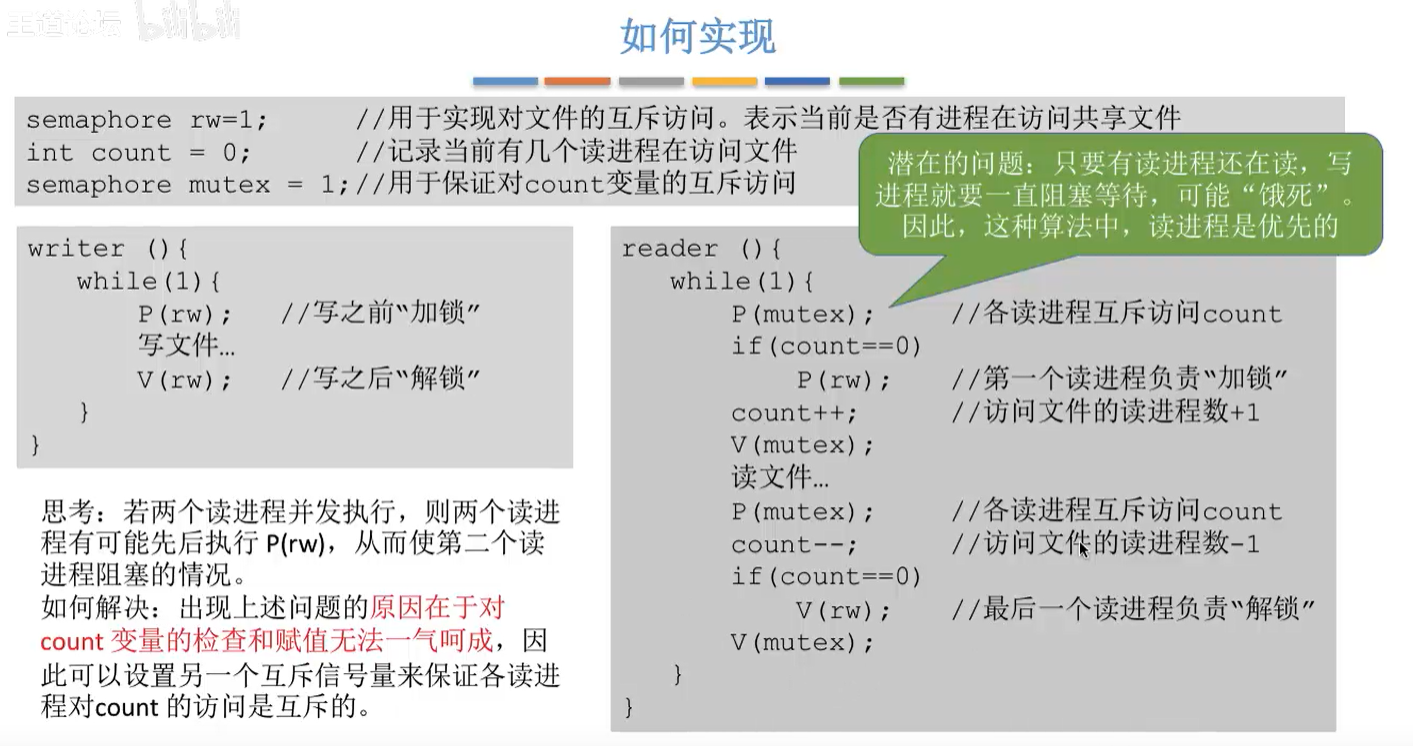 王道论坛 bilibili
如何实现
semaphore rw=1; //用于实现对文件的互斥访问。表示当前是否有进程在访问共享文件
int count = 0; //记录当前有几个读进程在访问文件
semaphore mutex = 1;//用于保证对count变量的互斥访问
潜在的问题：只要有读进程还在读，写
进程就要一直阻塞等待，可能“饿死”。
因此，这种算法中，读进程是优先的
writer (){
while(1){
P(rw); //写之前“加锁”
写文件…
V(rw); //写之后“解锁”
}
}
思考：若两个读进程并发执行，则两个读进
程有可能先后执行 P(rw)，从而使第二个读
进程阻塞的情况。
如何解决：出现上述问题的原因在于对
count 变量的检查和赋值无法一气呵成，因
此可以设置另一个互斥信号量来保证各读进
程对count 的访问是互斥的。
reader (){
while(1){
P(mutex); //各读进程互斥访问count
if(count==0)
P(rw); //第一个读进程负责“加锁”
count++; //访问文件的读进程数+1
V(mutex);
读文件…
P(mutex); //各读进程互斥访问count
count--; //访问文件的读进程数-1
if(count==0)
V(rw); //最后一个读进程负责“解锁”
V(mutex);
}
}